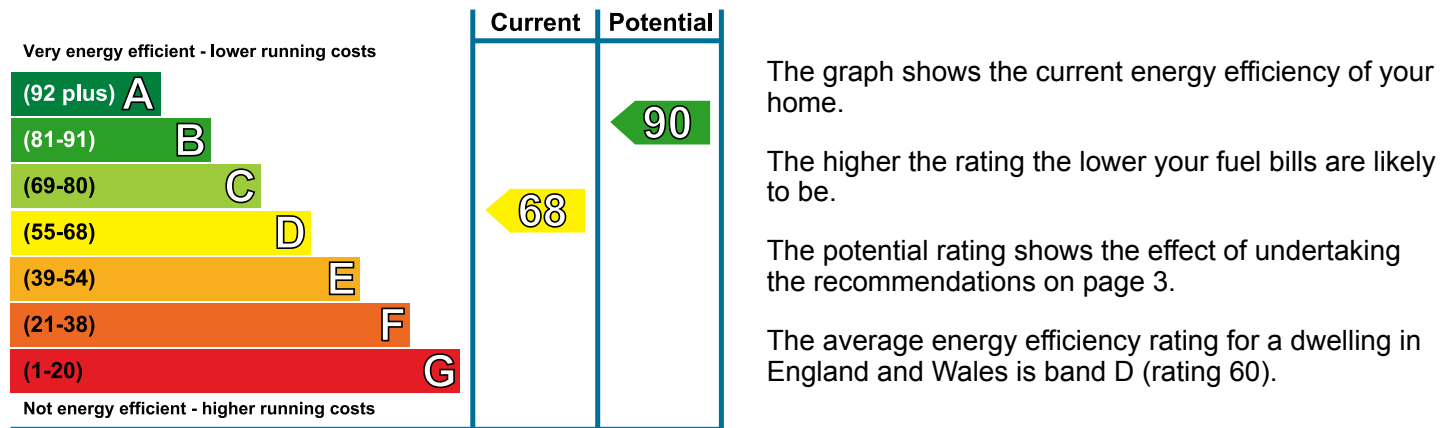 Current Potential
Very energy efficient - lower running costs
(92 plus) A
(81-91) B
(69-80) C
(55-68) D
(39-54) E
(21-38) F
(1-20) G
Not energy efficient - higher running costs
68
90
The graph shows the current energy efficiency of your
home.
The higher the rating the lower your fuel bills are likely
to be.
The potential rating shows the effect of undertaking
the recommendations on page 3.
The average energy efficiency rating for a dwelling in
England and Wales is band D (rating 60).